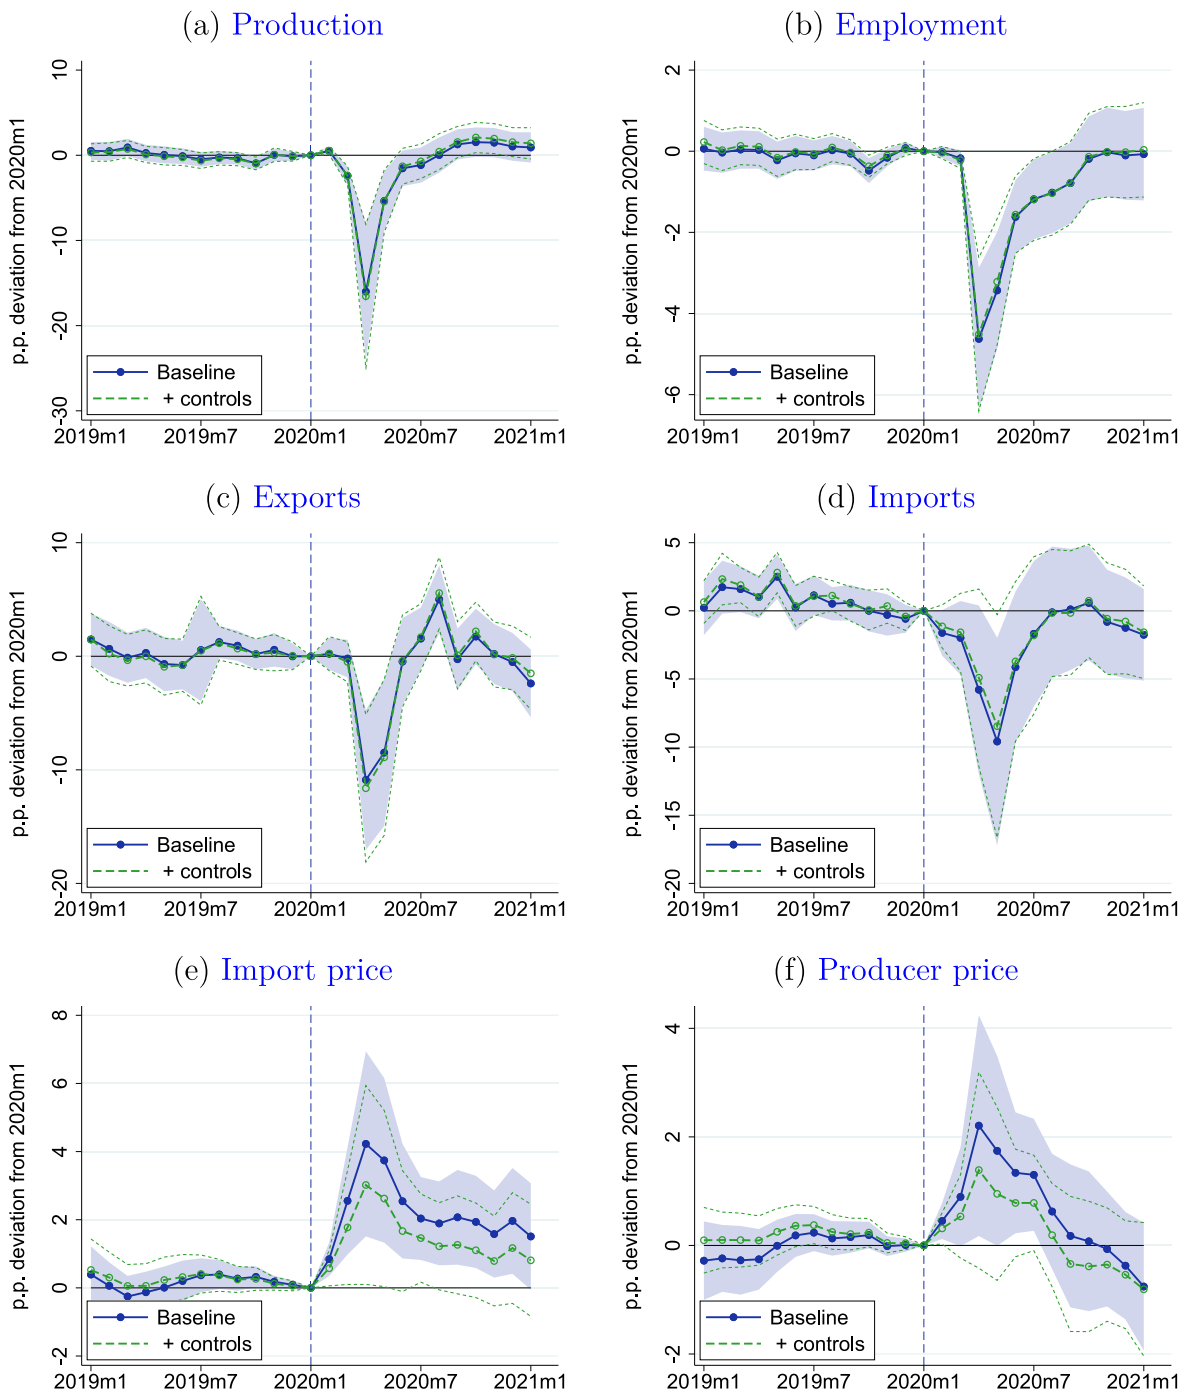 (a) Production
p.p. deviation from 2020m1
10
0
-10
-20
-30
Baseline
+ controls
2019m1 2019m7 2020m1 2020m7 2021m1
(b) Employment
p.p. deviation from 2020m1
2
0
-2
-4
-6
Baseline
+ controls
2019m1 2019m7 2020m1 2020m7 2021m1
(c) Exports
p.p. deviation from 2020m1
10
0
-10
-20
Baseline
+ controls
2019m1 2019m7 2020m1 2020m7 2021m1
(d) Imports
p.p. deviation from 2020m1
5
0
-5
-10
-15
-20
Baseline
+ controls
2019m1 2019m7 2020m1 2020m7 2021m1
(e) Import price
p.p. deviation from 2020m1
8
6
4
2
0
-2
Baseline
+ controls
2019m1 2019m7 2020m1 2020m7 2021m1
(f) Producer price
p.p. deviation from 2020m1
4
2
0
-2
Baseline
+ controls
2019m1 2019m7 2020m1 2020m7 2021m1